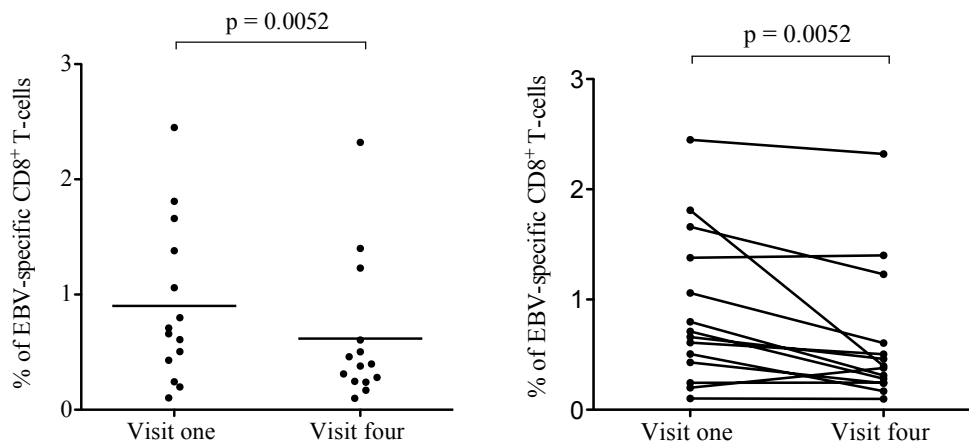 p = 0.0052
% of EBV-specific CD8⁺ T-cells
3
2
1
0
Visit one
Visit four
p = 0.0052
% of EBV-specific CD8⁺ T-cells
3
2
1
0
Visit one
Visit four